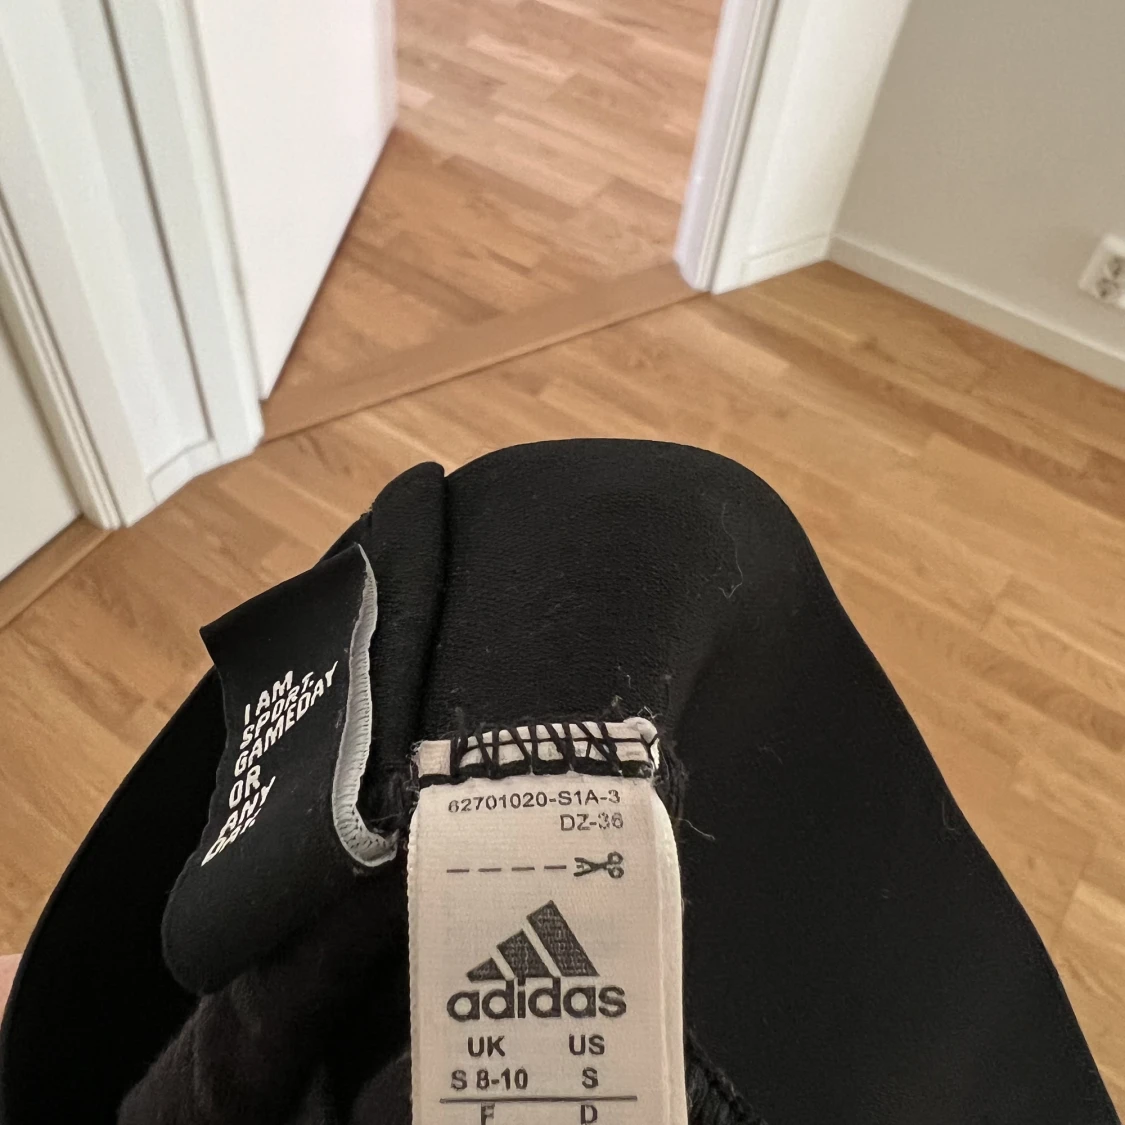 I AM
SPORT.
GAMEDAY
OR
ANY
DAY.
62701020-S1A-3
DZ-36
adidas
UK US
S 8-10 S
F D